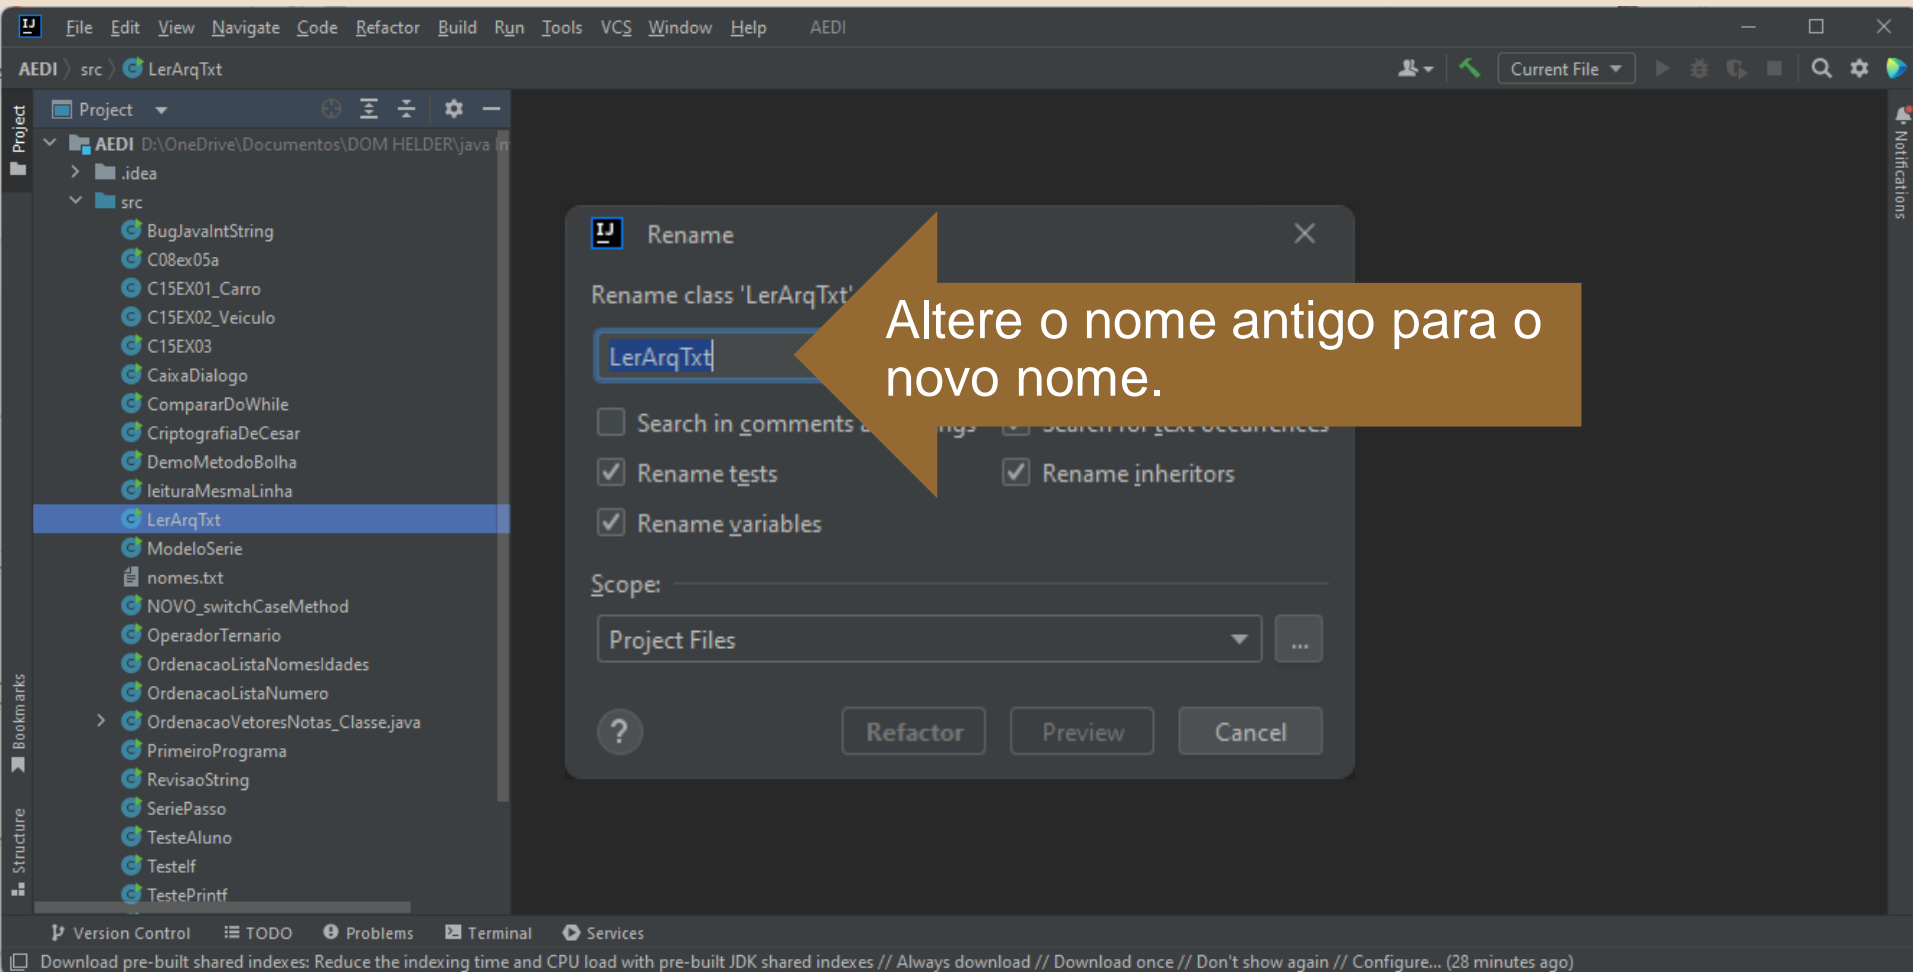 File Edit View Navigate Code Refactor Build Run Tools VCS Window Help AEDI
AEDI src LerArqTxt
Current File
Project
Project
AEDI D:\OneDrive\Documentos\DOM HELDER\java In
.idea
src
BugJavaIntString
C08ex05a
C15EX01_Carro
C15EX02_Veiculo
C15EX03
CaixaDialogo
CompararDoWhile
CriptografiaDeCesar
DemoMetodoBolha
leituraMesmaLinha
LerArqTxt
ModeloSerie
nomes.txt
NOVO_switchCaseMethod
OperadorTernario
OrdenacaoListaNomesIdades
OrdenacaoListaNumero
OrdenacaoVetoresNotas_Classe.java
PrimeiroPrograma
RevisaoString
SeriePasso
TesteAluno
TesteIf
TestePrintf
Bookmarks
Structure
Notifications
Rename
Rename class 'LerArqTxt'
LerArqTxt
Altere o nome antigo para o
novo nome.
Search in comments Search for text occurrences
Rename tests Rename inheritors
Rename variables
Scope:
Project Files ...
? Refactor Preview Cancel
Version Control TODO Problems Terminal Services
Download pre-built shared indexes: Reduce the indexing time and CPU load with pre-built JDK shared indexes // Always download // Download once // Don't show again // Configure... (28 minutes ago)